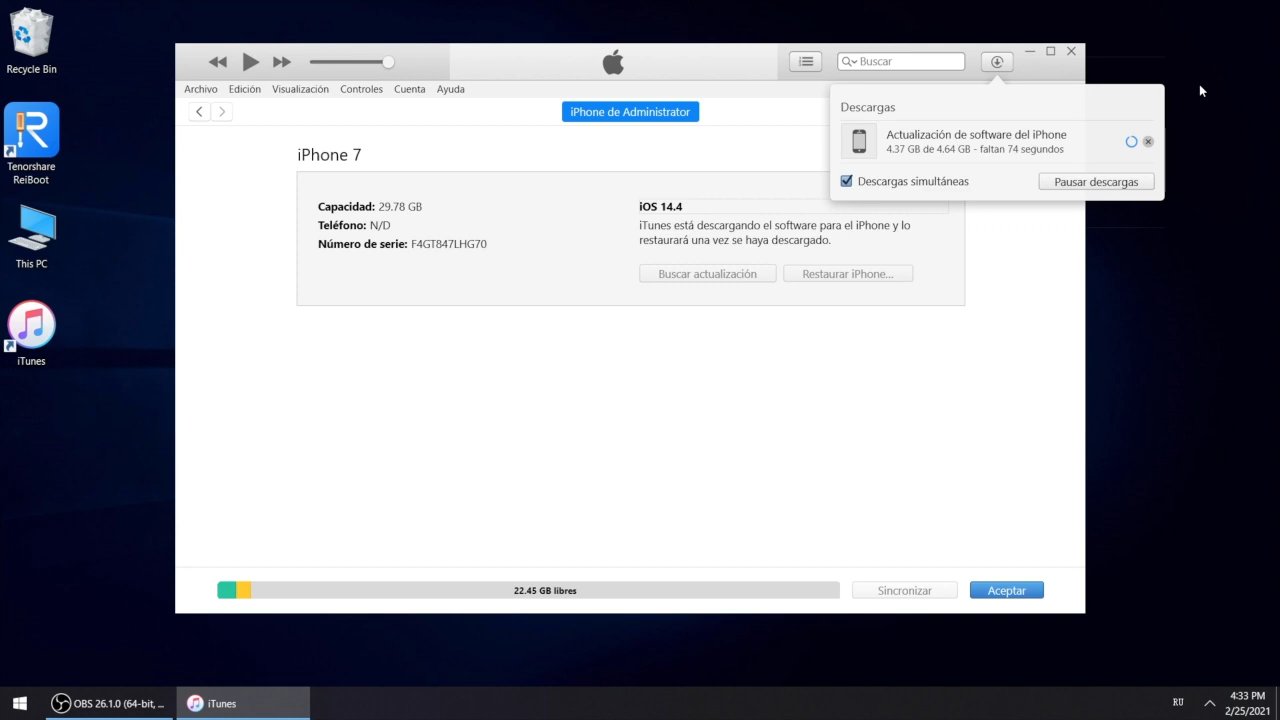 Recycle Bin
Tenorshare
ReiBoot
This PC
iTunes
Buscar
Archivo Edición Visualización Controles Cuenta Ayuda
iPhone de Administrator
Descargas
Actualización de software del iPhone
4.37 GB de 4.64 GB - faltan 74 segundos
Descargas simultáneas
Pausar descargas
iPhone 7
Capacidad: 29.78 GB
Teléfono: N/D
Número de serie: F4GT847LHG70
iOS 14.4
iTunes está descargando el software para el iPhone y lo
restaurará una vez se haya descargado.
Buscar actualización
Restaurar iPhone...
22.45 GB libres
Sincronizar
Aceptar
OBS 26.1.0 (64-bit, ...
iTunes
RU
4:33 PM
2/25/2021